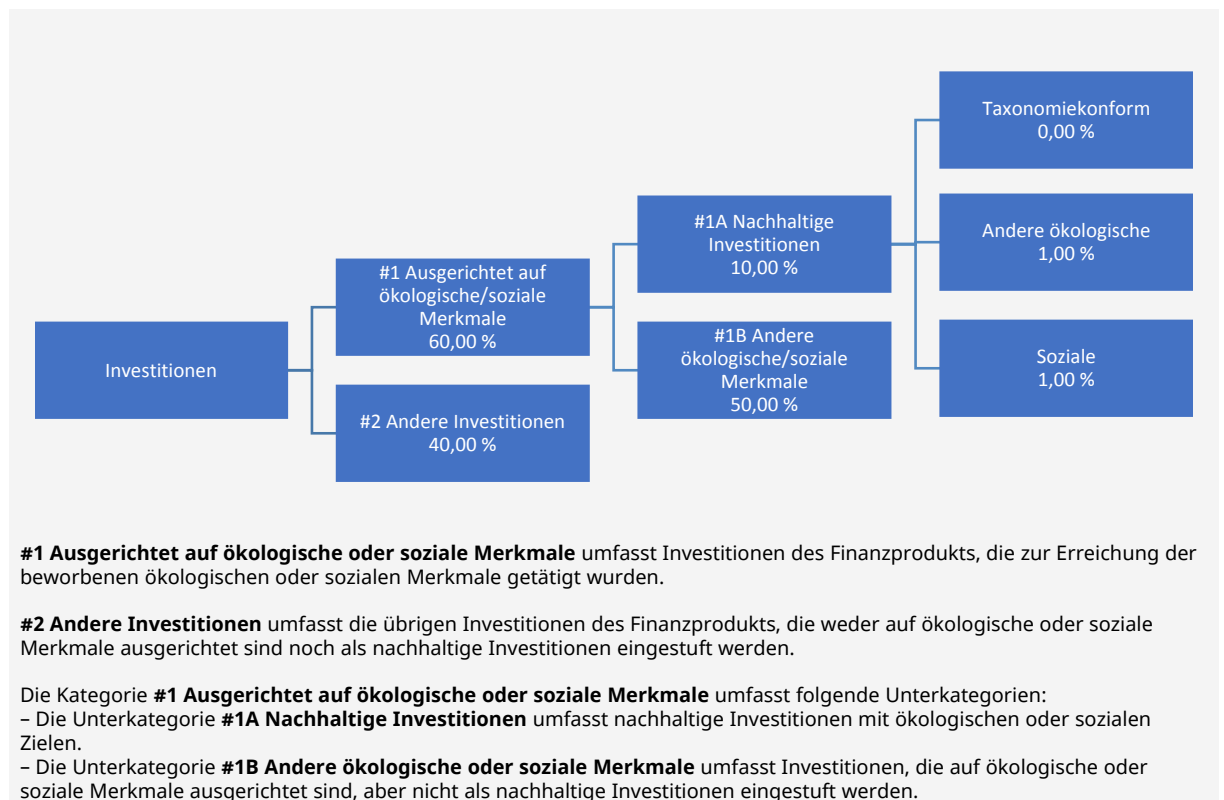 Taxonomiekonform
0,00 %
#1A Nachhaltige
Investitionen
10,00 %
Andere ökologische
1,00 %
#1 Ausgerichtet auf
ökologische/soziale
Merkmale
60,00 %
Investitionen
#1B Andere
ökologische/soziale
Merkmale
50,00 %
Soziale
1,00 %
#2 Andere Investitionen
40,00 %
#1 Ausgerichtet auf ökologische oder soziale Merkmale umfasst Investitionen des Finanzprodukts, die zur Erreichung der
beworbenen ökologischen oder sozialen Merkmale getätigt wurden.
#2 Andere Investitionen umfasst die übrigen Investitionen des Finanzprodukts, die weder auf ökologische oder soziale
Merkmale ausgerichtet sind noch als nachhaltige Investitionen eingestuft werden.
Die Kategorie #1 Ausgerichtet auf ökologische oder soziale Merkmale umfasst folgende Unterkategorien:
– Die Unterkategorie #1A Nachhaltige Investitionen umfasst nachhaltige Investitionen mit ökologischen oder sozialen
Zielen.
– Die Unterkategorie #1B Andere ökologische oder soziale Merkmale umfasst Investitionen, die auf ökologische oder
soziale Merkmale ausgerichtet sind, aber nicht als nachhaltige Investitionen eingestuft werden.